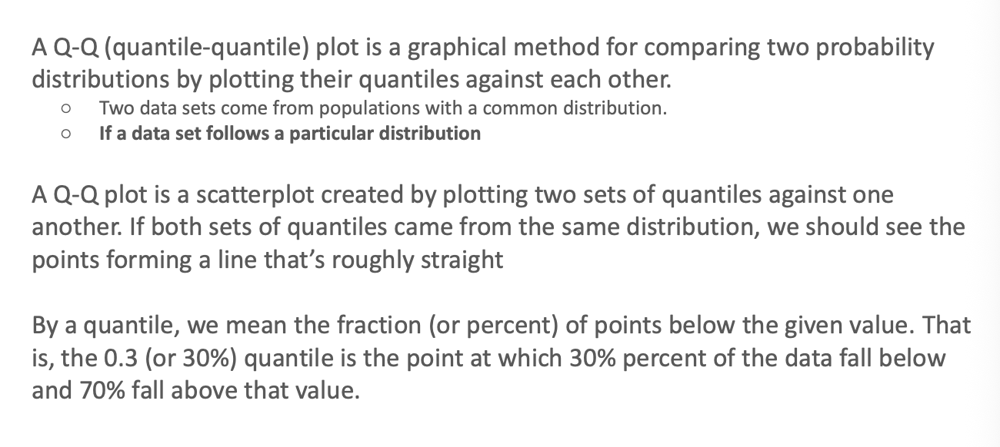 A Q-Q (quantile-quantile) plot is a graphical method for comparing two probability
distributions by plotting their quantiles against each other.
○ Two data sets come from populations with a common distribution.
○ If a data set follows a particular distribution
A Q-Q plot is a scatterplot created by plotting two sets of quantiles against one
another. If both sets of quantiles came from the same distribution, we should see the
points forming a line that’s roughly straight
By a quantile, we mean the fraction (or percent) of points below the given value. That
is, the 0.3 (or 30%) quantile is the point at which 30% percent of the data fall below
and 70% fall above that value.